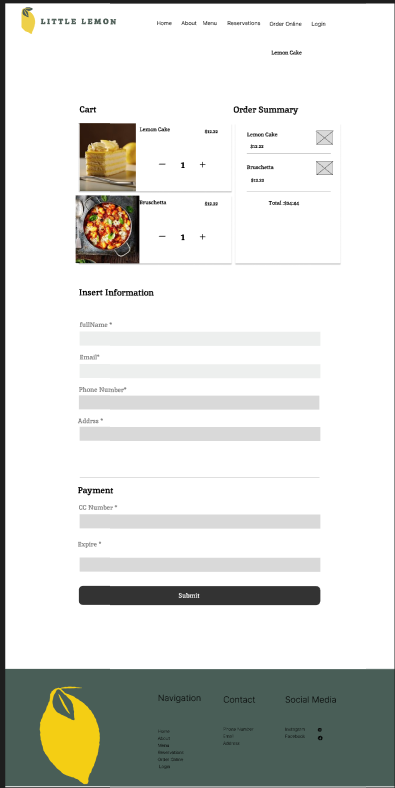 LITTLE LEMON
Home About Menu Reservations Order Online Login
Lemon Cake
Cart
Order Summary
Lemon Cake $12.22
1
Bruschetta $12.22
1
Lemon Cake
$12.22
Bruschetta
$12.22
Total :$24.44
Insert Information
fullName *
Email*
Phone Number*
Addrss *
Payment
CC Number *
Expire *
Submit
Navigation
Home
About
Menu
Reservations
Order Online
Login
Contact
Phone Number
Email
Address
Social Media
Instagram
Facebook